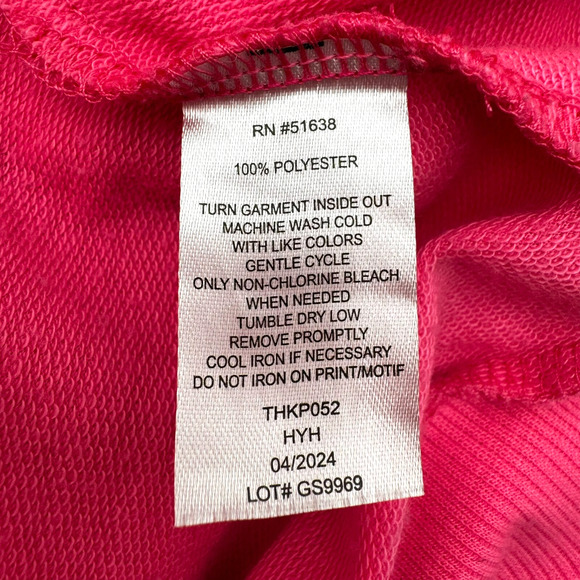 RN #51638
100% POLYESTER
TURN GARMENT INSIDE OUT
MACHINE WASH COLD
WITH LIKE COLORS
GENTLE CYCLE
ONLY NON-CHLORINE BLEACH
WHEN NEEDED
TUMBLE DRY LOW
REMOVE PROMPTLY
COOL IRON IF NECESSARY
DO NOT IRON ON PRINT/MOTIF
THKP052
HYH
04/2024
LOT# GS9969